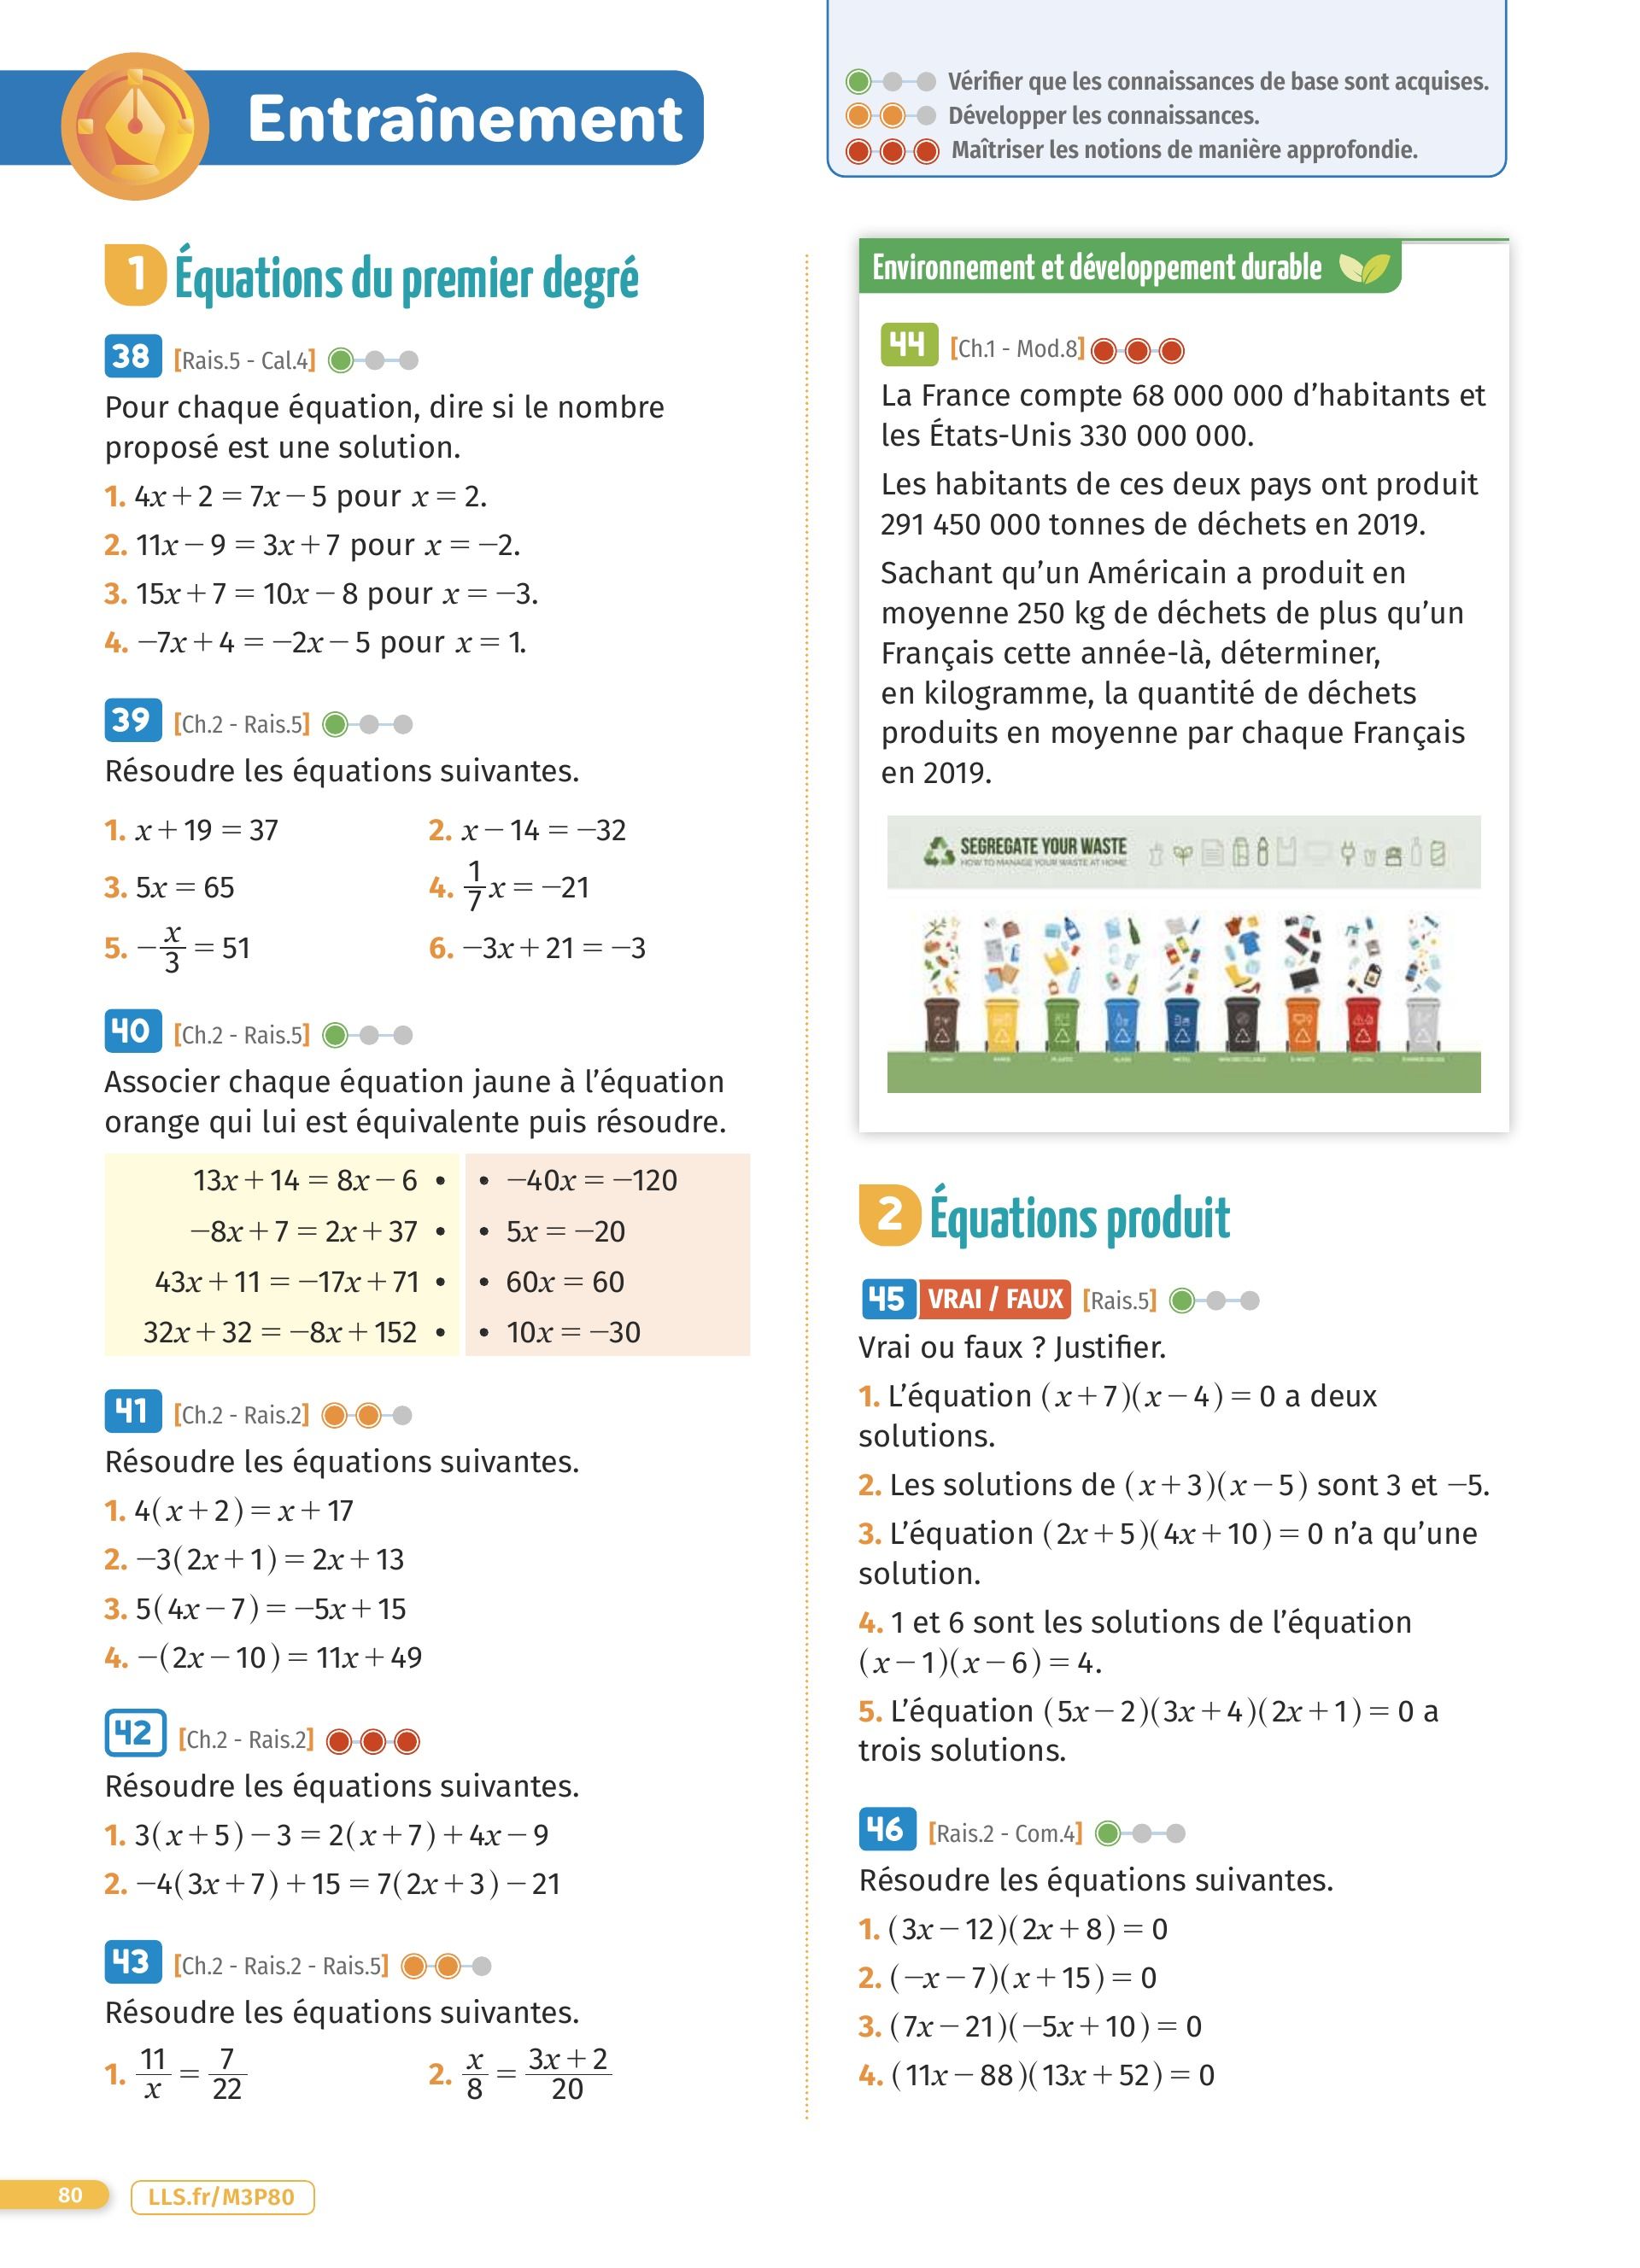 Entraînement
Vérifier que les connaissances de base sont acquises.
Développer les connaissances.
Maîtriser les notions de manière approfondie.
1 Équations du premier degré
38 [Rais.5 - Cal.4]
Pour chaque équation, dire si le nombre
proposé est une solution.
1. 4x + 2 = 7x − 5 pour x = 2.
2. 11x − 9 = 3x + 7 pour x = −2.
3. 15x + 7 = 10x − 8 pour x = −3.
4. −7x + 4 = −2x − 5 pour x = 1.
39 [Ch.2 - Rais.5]
Résoudre les équations suivantes.
1. x + 19 = 37
2. x − 14 = −32
3. 5x = 65
4. 1/7 x = −21
5. −x/3 = 51
6. −3x + 21 = −3
40 [Ch.2 - Rais.5]
Associer chaque équation jaune à l'équation
orange qui lui est équivalente puis résoudre.
13x + 14 = 8x − 6 • • −40x = −120
−8x + 7 = 2x + 37 • • 5x = −20
43x + 11 = −17x + 71 • • 60x = 60
32x + 32 = −8x + 152 • • 10x = −30
41 [Ch.2 - Rais.2]
Résoudre les équations suivantes.
1. 4(x + 2) = x + 17
2. −3(2x + 1) = 2x + 13
3. 5(4x − 7) = −5x + 15
4. −(2x − 10) = 11x + 49
42 [Ch.2 - Rais.2]
Résoudre les équations suivantes.
1. 3(x + 5) − 3 = 2(x + 7) + 4x − 9
2. −4(3x + 7) + 15 = 7(2x + 3) − 21
43 [Ch.2 - Rais.2 - Rais.5]
Résoudre les équations suivantes.
1. 11/x = 7/22
2. x/8 = (3x + 2)/20
Environnement et développement durable
44 [Ch.1 - Mod.8]
La France compte 68 000 000 d'habitants et
les États-Unis 330 000 000.
Les habitants de ces deux pays ont produit
291 450 000 tonnes de déchets en 2019.
Sachant qu'un Américain a produit en
moyenne 250 kg de déchets de plus qu'un
Français cette année-là, déterminer,
en kilogramme, la quantité de déchets
produits en moyenne par chaque Français
en 2019.
SEGREGATE YOUR WASTE
HOW TO MANAGE YOUR WASTE AT HOME
2 Équations produit
45 VRAI / FAUX [Rais.5]
Vrai ou faux ? Justifier.
1. L'équation (x + 7)(x − 4) = 0 a deux
solutions.
2. Les solutions de (x + 3)(x − 5) sont 3 et −5.
3. L'équation (2x + 5)(4x + 10) = 0 n'a qu'une
solution.
4. 1 et 6 sont les solutions de l'équation
(x − 1)(x − 6) = 4.
5. L'équation (5x − 2)(3x + 4)(2x + 1) = 0 a
trois solutions.
46 [Rais.2 - Com.4]
Résoudre les équations suivantes.
1. (3x − 12)(2x + 8) = 0
2. (−x − 7)(x + 15) = 0
3. (7x − 21)(−5x + 10) = 0
4. (11x − 88)(13x + 52) = 0
80
LLS.fr/M3P80